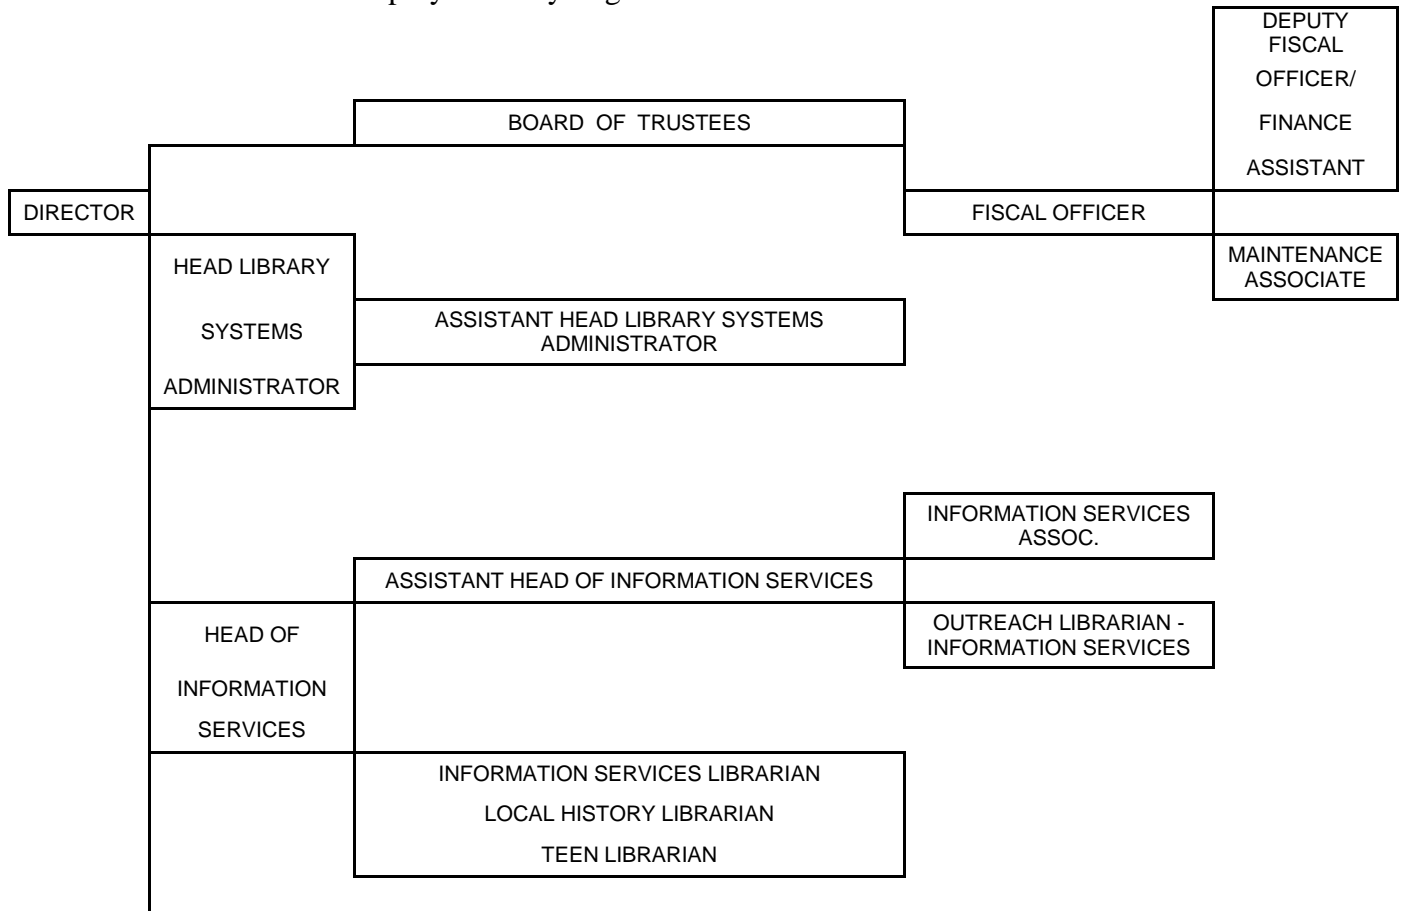 DEPUTY
FISCAL
OFFICER/
BOARD OF TRUSTEES
FINANCE
ASSISTANT
DIRECTOR
FISCAL OFFICER
HEAD LIBRARY
SYSTEMS
ADMINISTRATOR
MAINTENANCE
ASSOCIATE
ASSISTANT HEAD LIBRARY SYSTEMS
ADMINISTRATOR
INFORMATION SERVICES
ASSOC.
ASSISTANT HEAD OF INFORMATION SERVICES
HEAD OF
INFORMATION
SERVICES
OUTREACH LIBRARIAN -
INFORMATION SERVICES
INFORMATION SERVICES LIBRARIAN
LOCAL HISTORY LIBRARIAN
TEEN LIBRARIAN